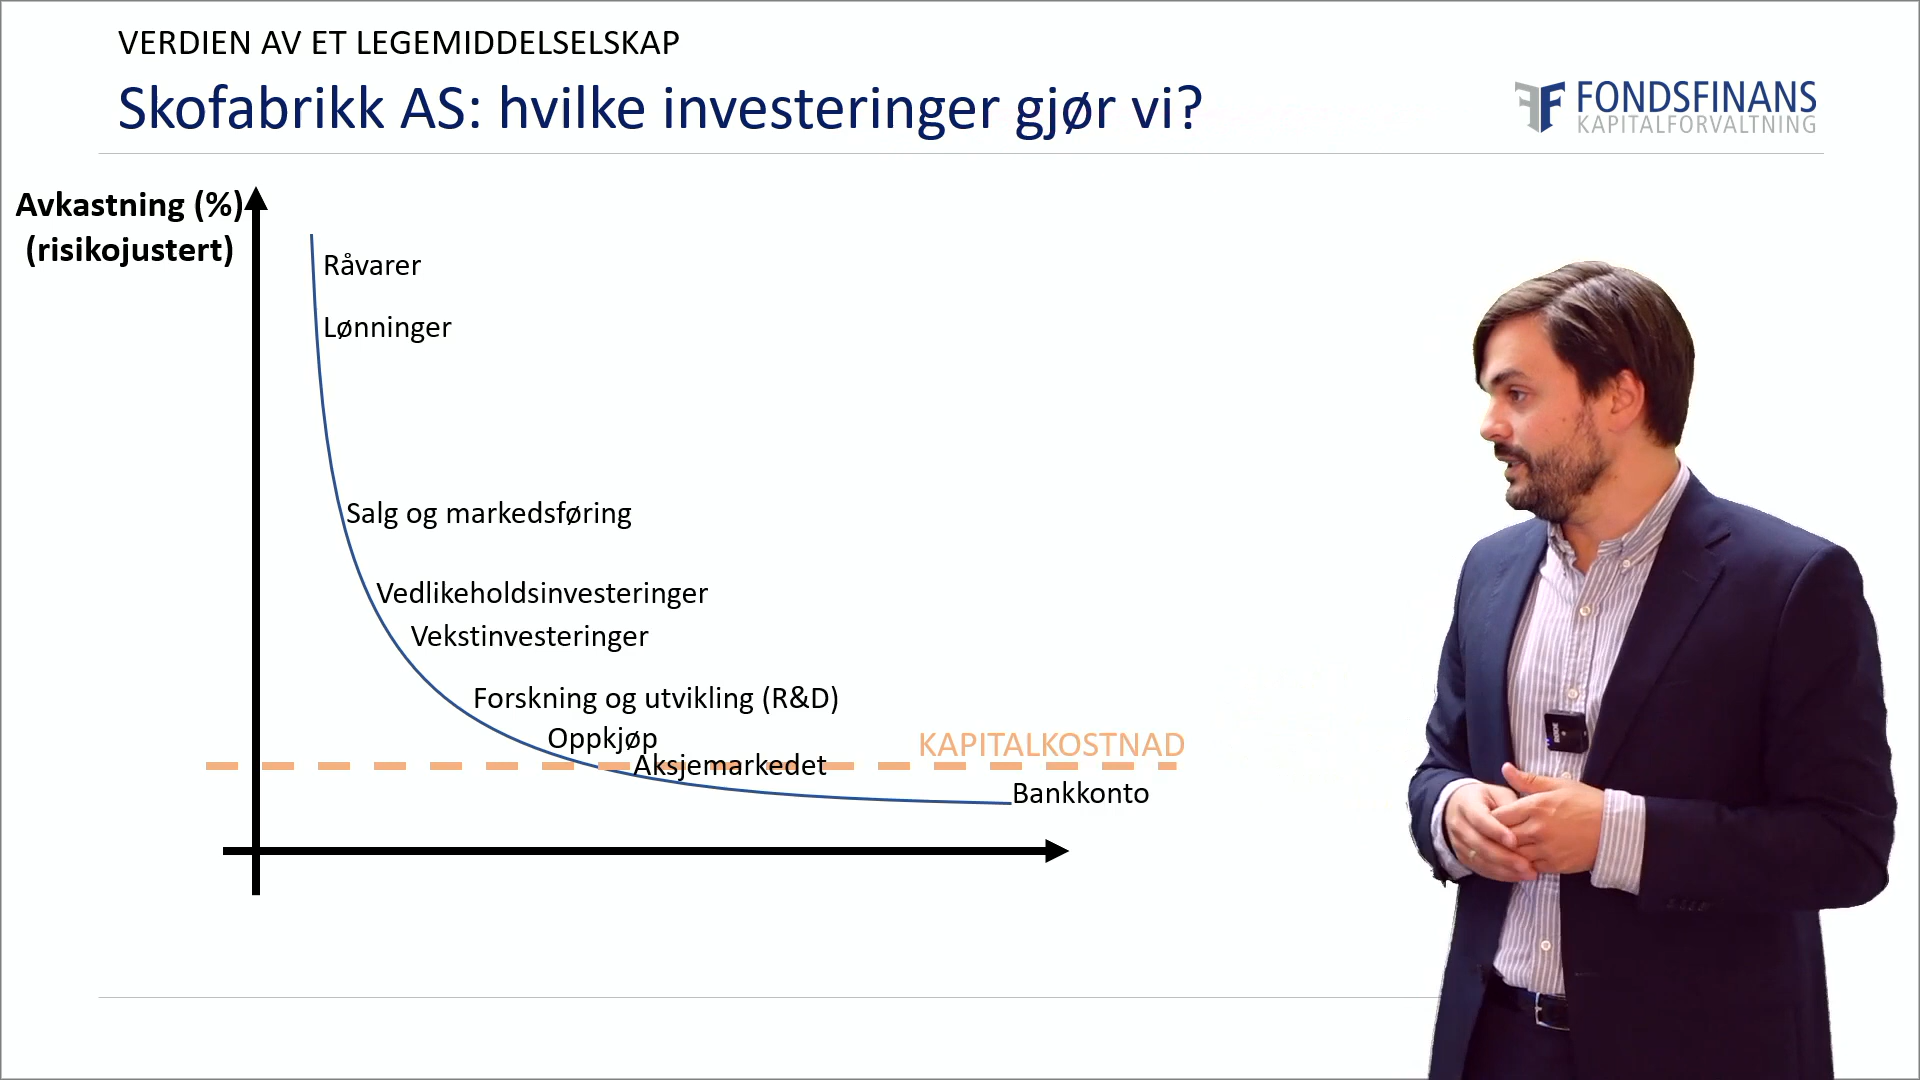 VERDIEN AV ET LEGEMIDDELSELSKAP
Skofabrikk AS: hvilke investeringer gjør vi?
FONDSFINANS
KAPITALFORVALTNING
Avkastning (%)
(risikojustert)
Råvarer
Lønninger
Salg og markedsføring
Vedlikeholdsinvesteringer
Vekstinvesteringer
Forskning og utvikling (R&D)
Oppkjøp
KAPITALKOSTNAD
Aksjemarkedet
Bankkonto